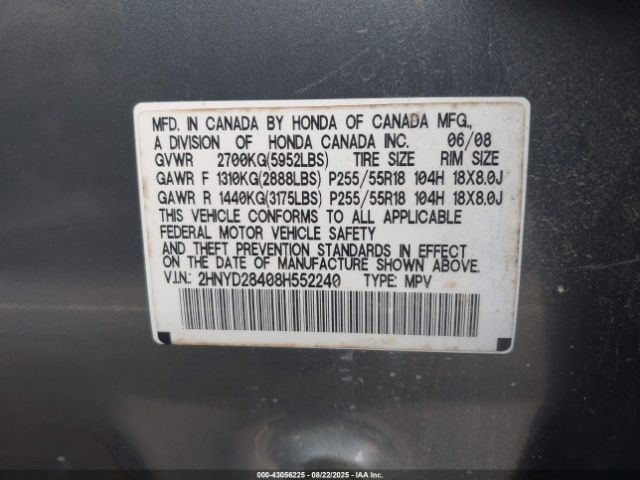 MFD. IN CANADA BY HONDA OF CANADA MFG.,
A DIVISION OF HONDA CANADA INC. 06/08
GVWR 2700KG(5952LBS) TIRE SIZE RIM SIZE
GAWR F 1310KG(2888LBS) P255/55R18 104H 18X8.0J
GAWR R 1440KG(3175LBS) P255/55R18 104H 18X8.0J
THIS VEHICLE CONFORMS TO ALL APPLICABLE
FEDERAL MOTOR VEHICLE SAFETY
AND THEFT PREVENTION STANDARDS IN EFFECT ON
THE DATE OF MANUFACTURE SHOWN ABOVE.
V.I.N.: 2HNYD28408H552240 TYPE: MPV
000-43056225 - 08/22/2025 - IAAI.COM